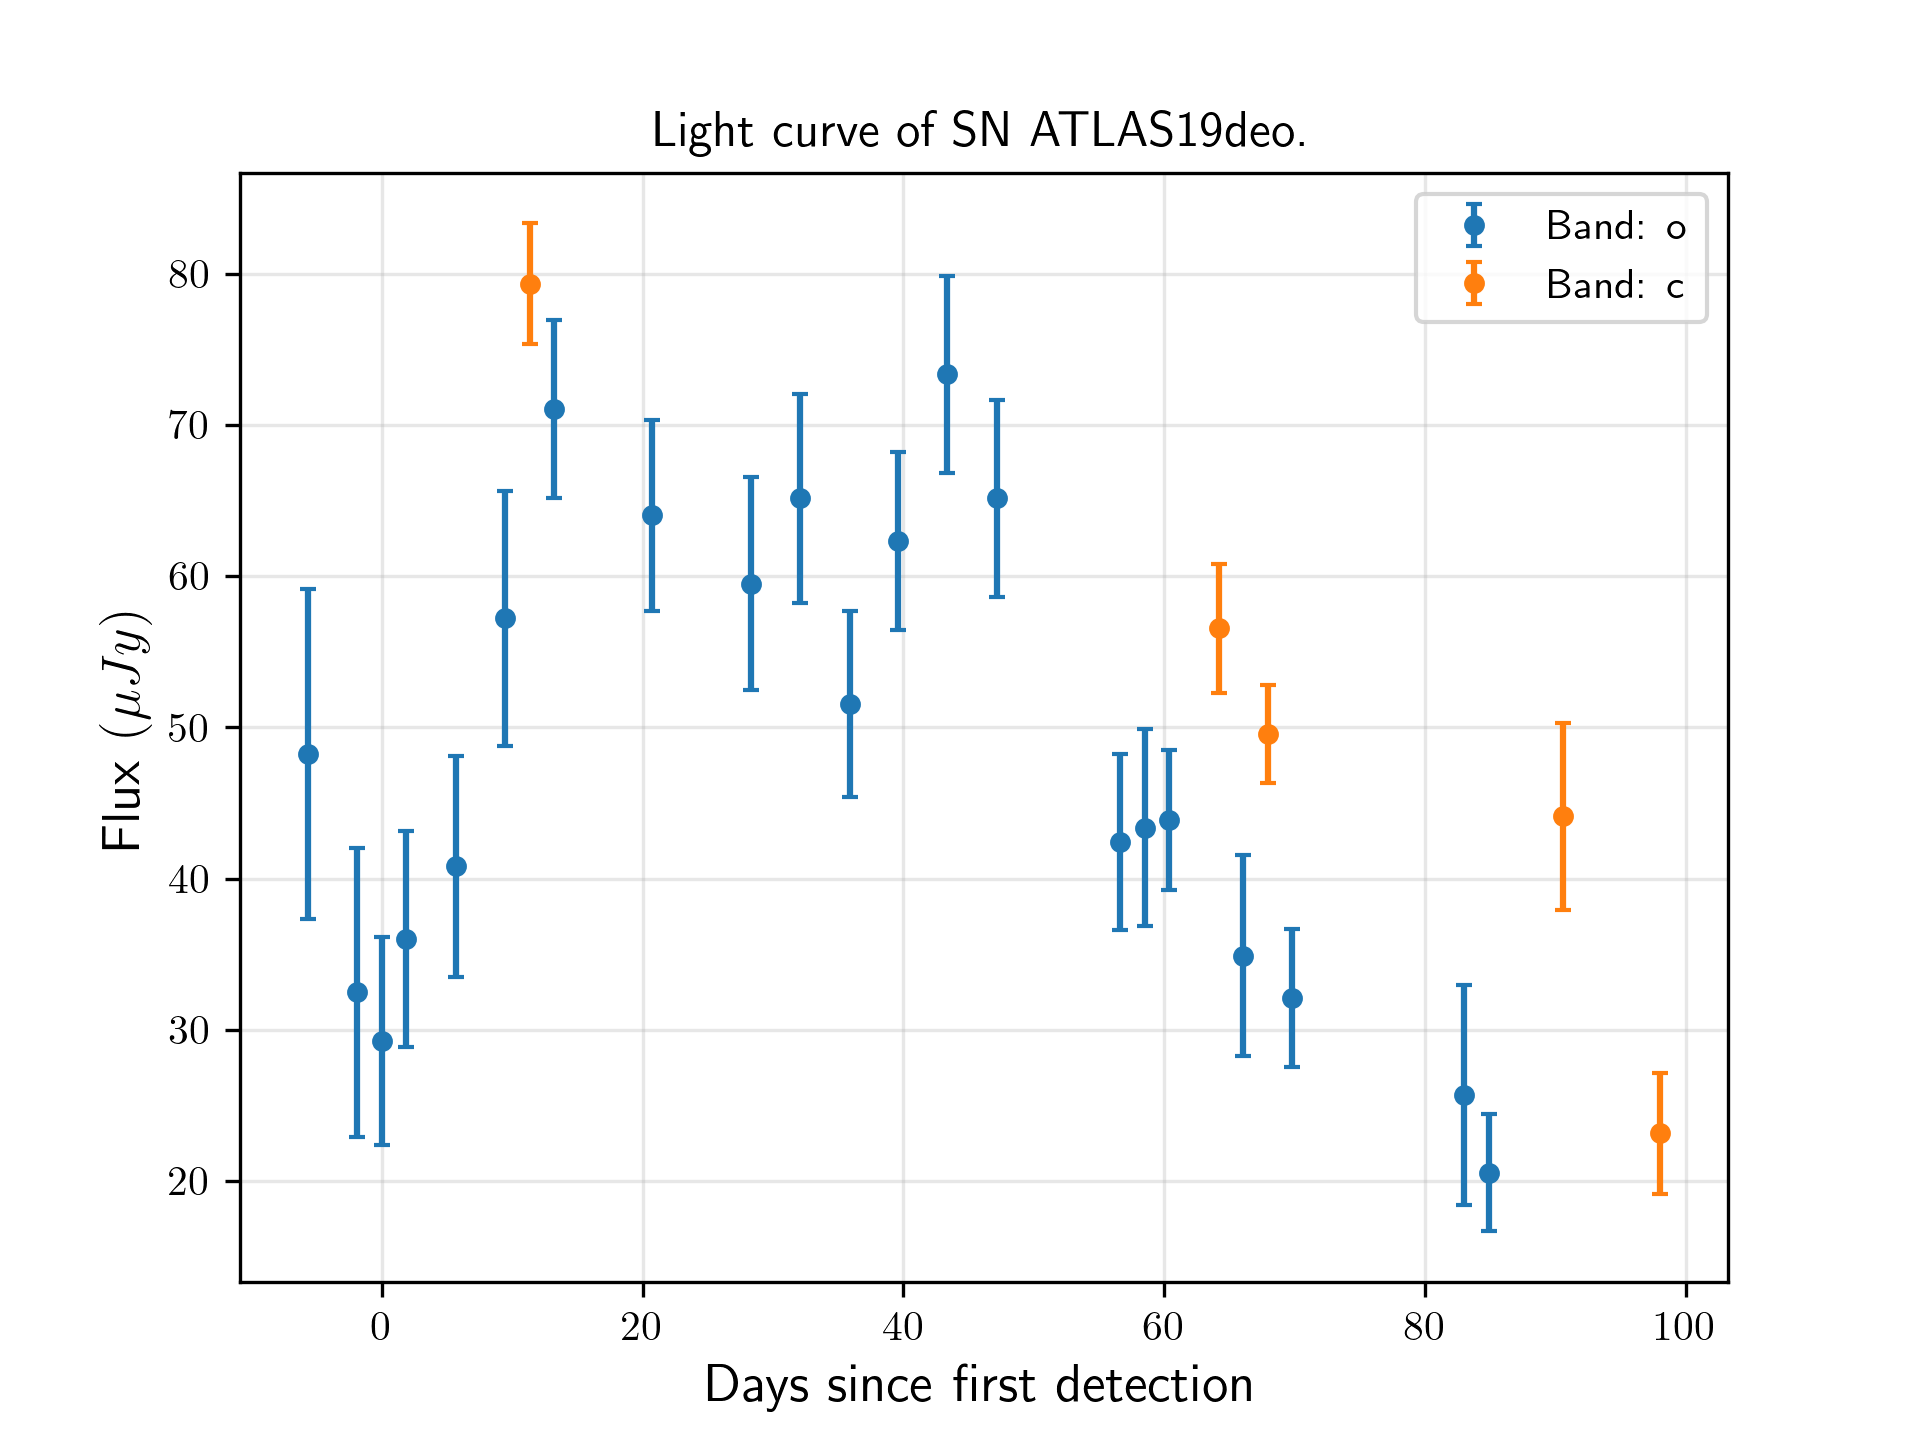 Light curve of SN ATLAS19deo.
Band: o
Band: c
80
70
60
50
40
30
20
Flux (μJy)
0 20 40 60 80 100
Days since first detection